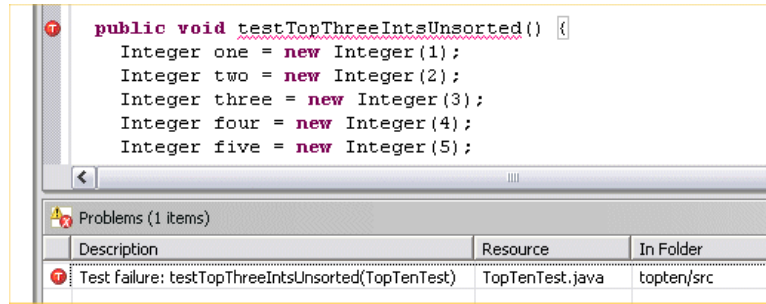 public void testTopThreeIntsUnsorted() {
Integer one = new Integer(1);
Integer two = new Integer(2);
Integer three = new Integer(3);
Integer four = new Integer(4);
Integer five = new Integer(5);
Problems (1 items)
Description Resource In Folder
T Test failure: testTopThreeIntsUnsorted(TopTenTest) TopTenTest.java topten/src